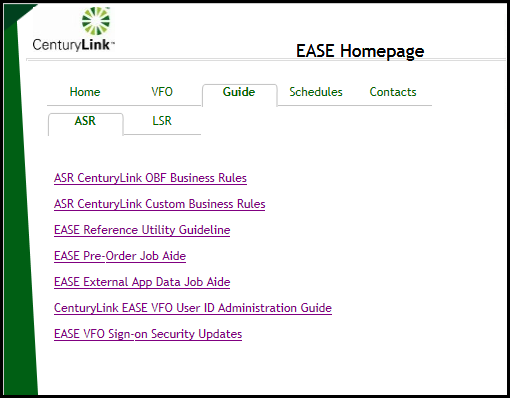 CenturyLink™
EASE Homepage
Home VFO Guide Schedules Contacts
ASR LSR
ASR CenturyLink OBF Business Rules
ASR CenturyLink Custom Business Rules
EASE Reference Utility Guideline
EASE Pre-Order Job Aide
EASE External App Data Job Aide
CenturyLink EASE VFO User ID Administration Guide
EASE VFO Sign-on Security Updates